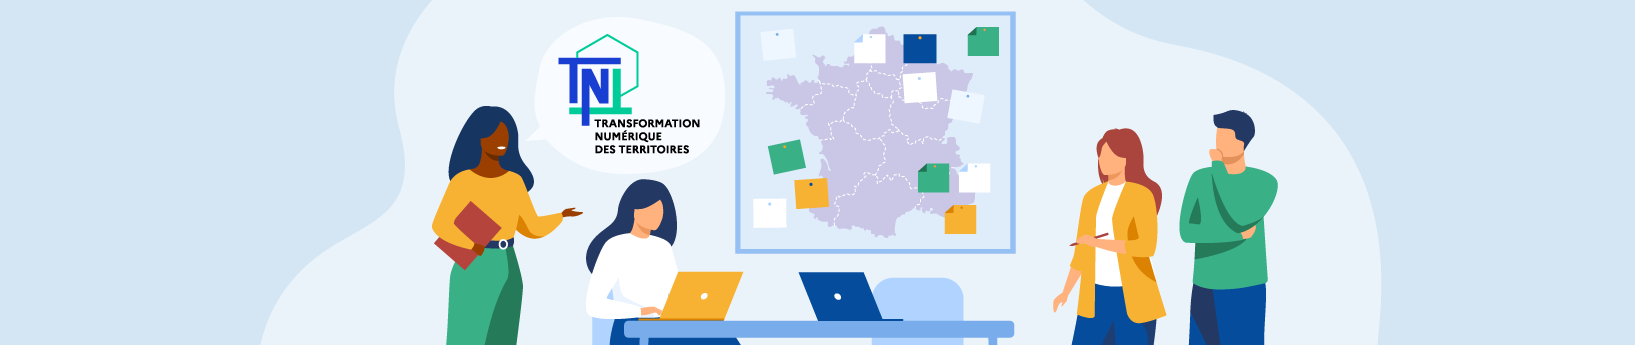 TNT
TRANSFORMATION
NUMÉRIQUE
DES TERRITOIRES